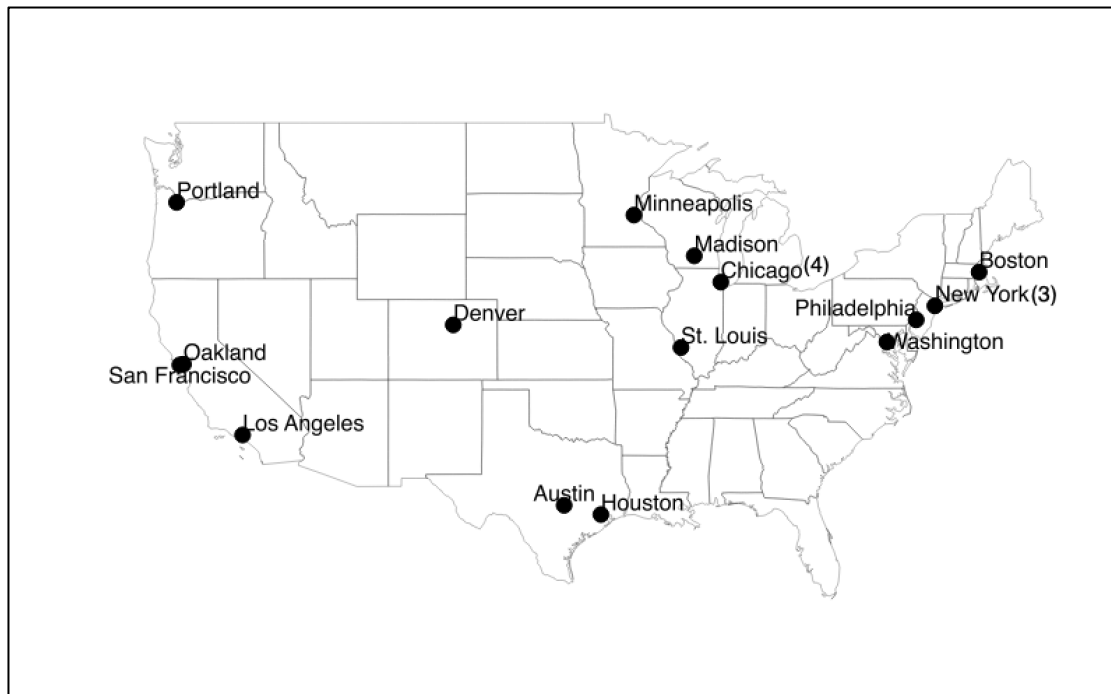 Portland
Minneapolis
Madison
Chicago (4)
Boston
New York (3)
Philadelphia
Washington
Denver
St. Louis
Oakland
San Francisco
Los Angeles
Austin
Houston